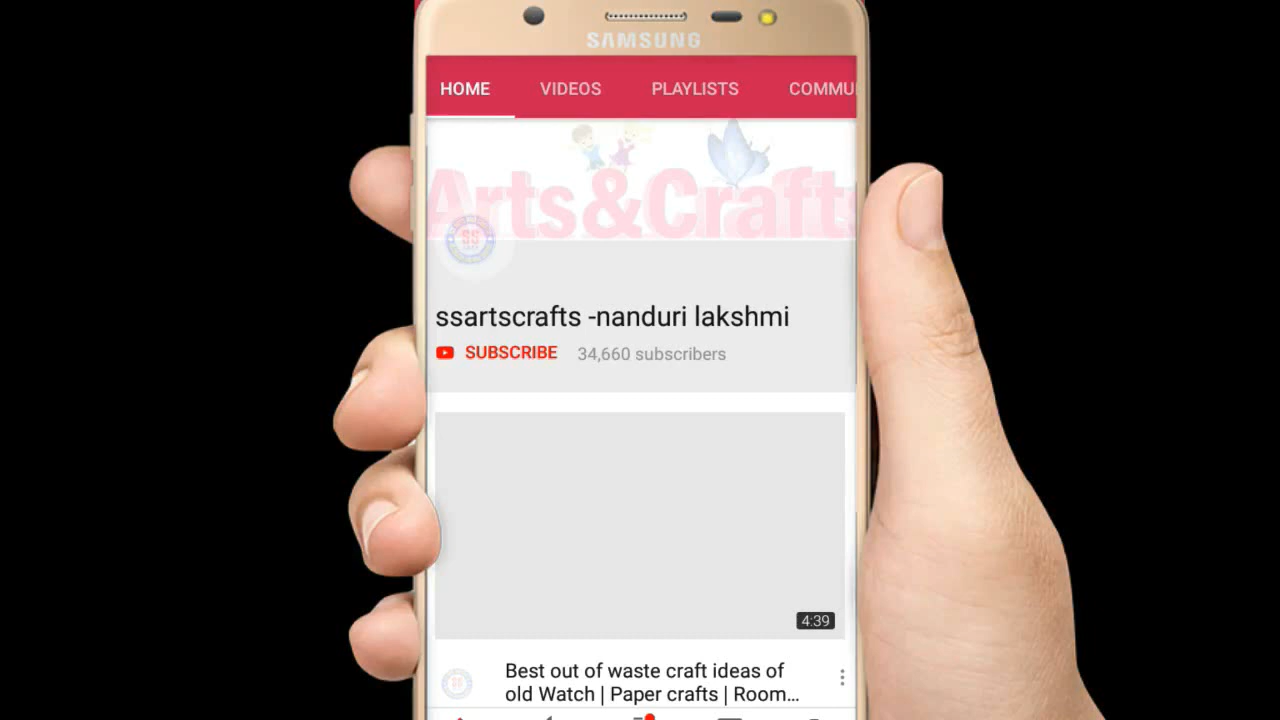 SAMSUNG
HOME VIDEOS PLAYLISTS COMMU
Arts&Crafts
SS
ssartscrafts -nanduri lakshmi
SUBSCRIBE 34,660 subscribers
4:39
Best out of waste craft ideas of
old Watch | Paper crafts | Room...